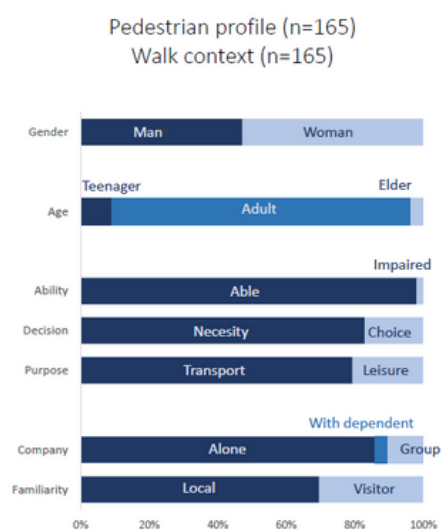 Pedestrian profile (n=165)
Walk context (n=165)
Gender Man Woman
Teenager Elder
Age Adult
Impaired
Ability Able
Decision Necesity Choice
Purpose Transport Leisure
With dependent
Company Alone Group
Familiarity Local Visitor
0% 20% 40% 60% 80% 100%